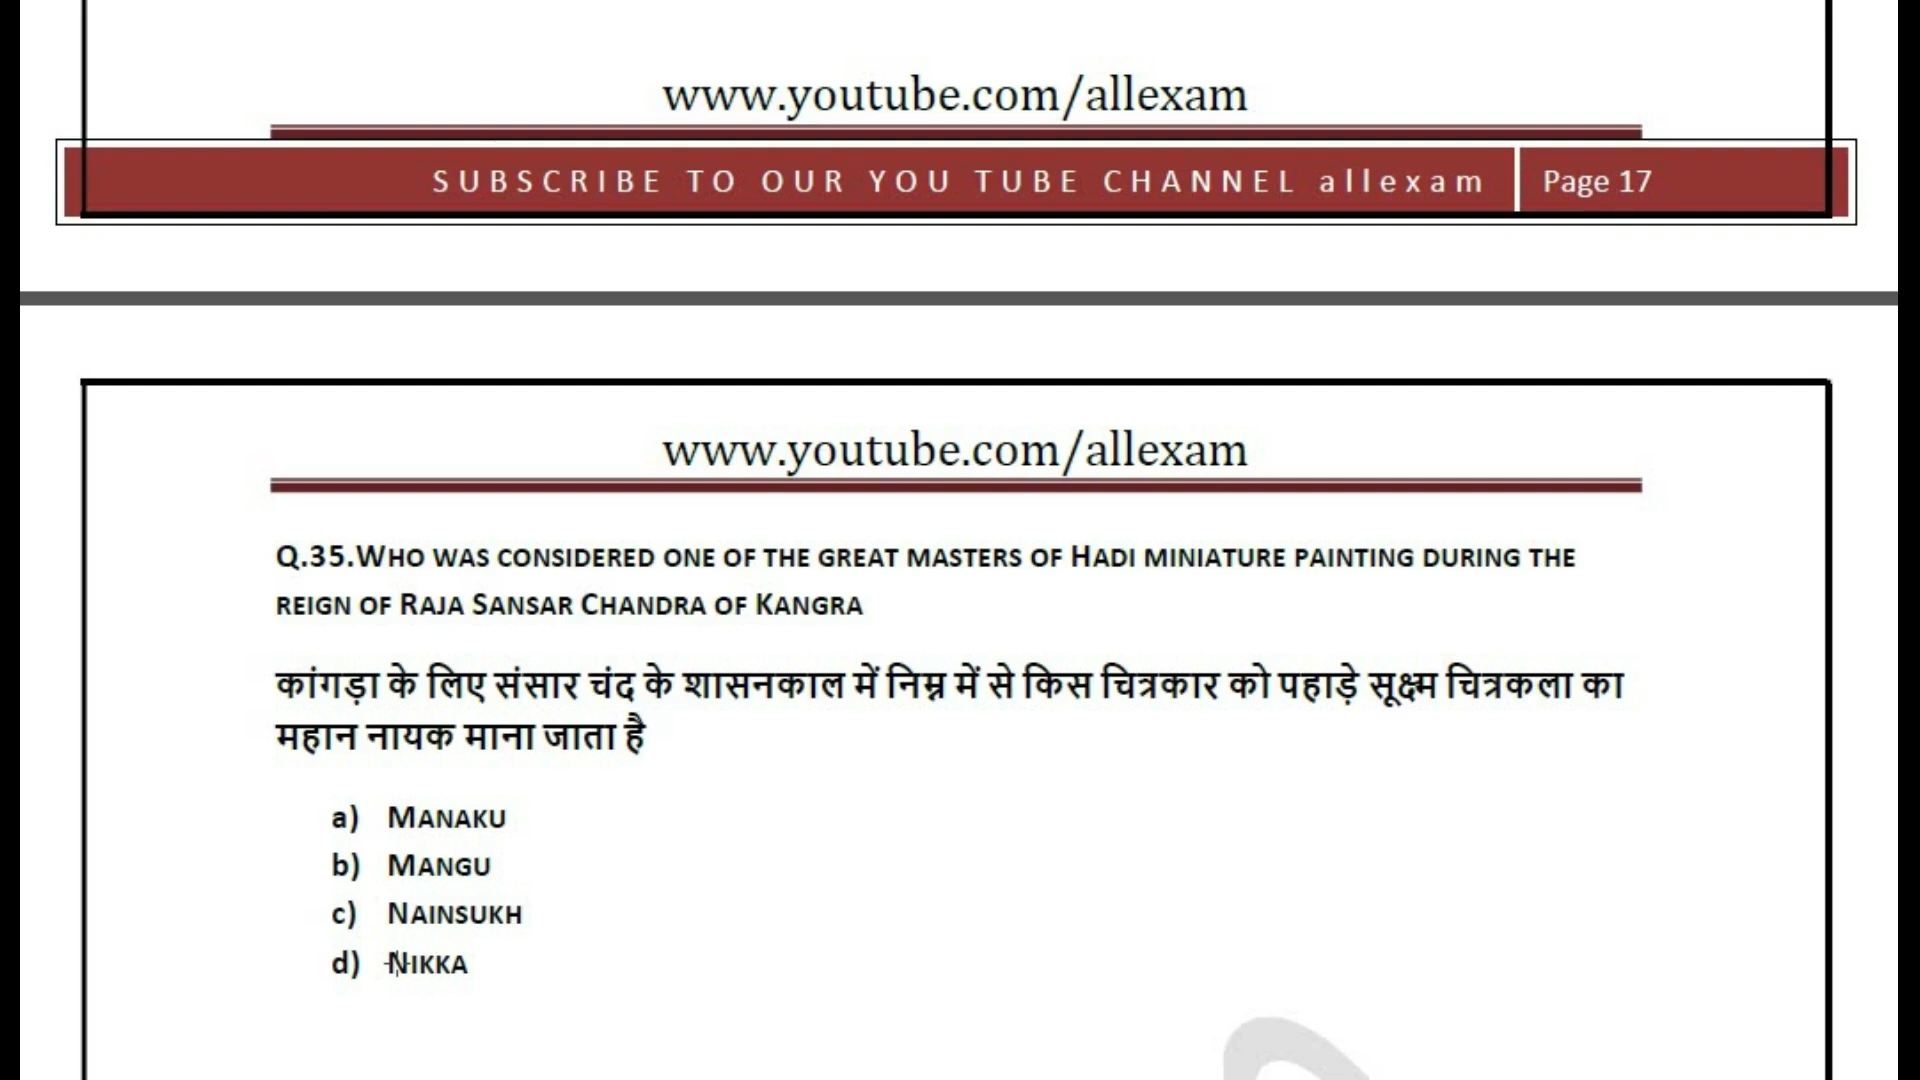 www.youtube.com/allexam
SUBSCRIBE TO OUR YOU TUBE CHANNEL allexam Page 17
www.youtube.com/allexam
Q.35.WHO WAS CONSIDERED ONE OF THE GREAT MASTERS OF HADI MINIATURE PAINTING DURING THE
REIGN OF RAJA SANSAR CHANDRA OF KANGRA
कांगड़ा के लिए संसार चंद के शासनकाल में निम्न में से किस चित्रकार को पहाड़े सूक्ष्म चित्रकला का
महान नायक माना जाता है
a) MANAKU
b) MANGU
c) NAINSUKH
d) NIKKA